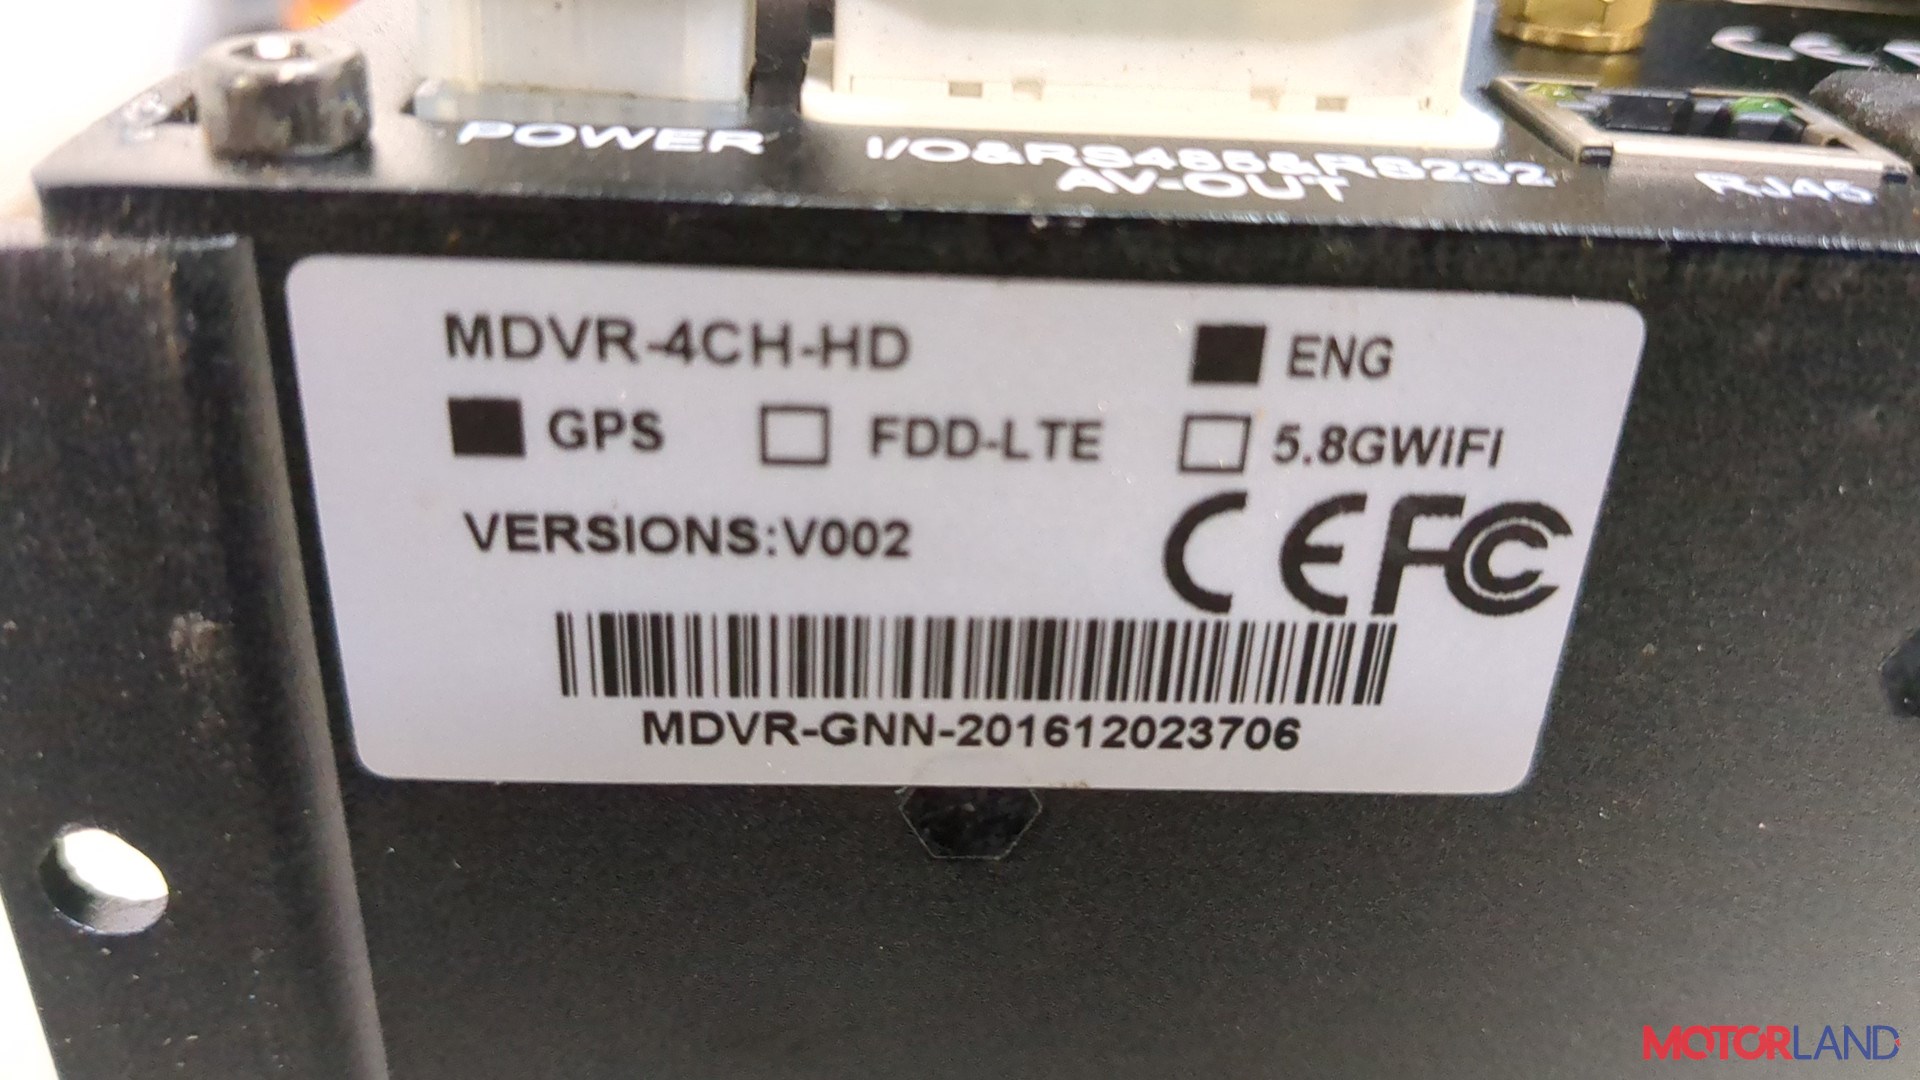 POWER
I/O&RS485&RS232
AV-OUT
RJ45
MDVR-4CH-HD
ENG
GPS
FDD-LTE
5.8GWiFi
VERSIONS:V002
CE FC
MDVR-GNN-201612023706
MOTORLAND